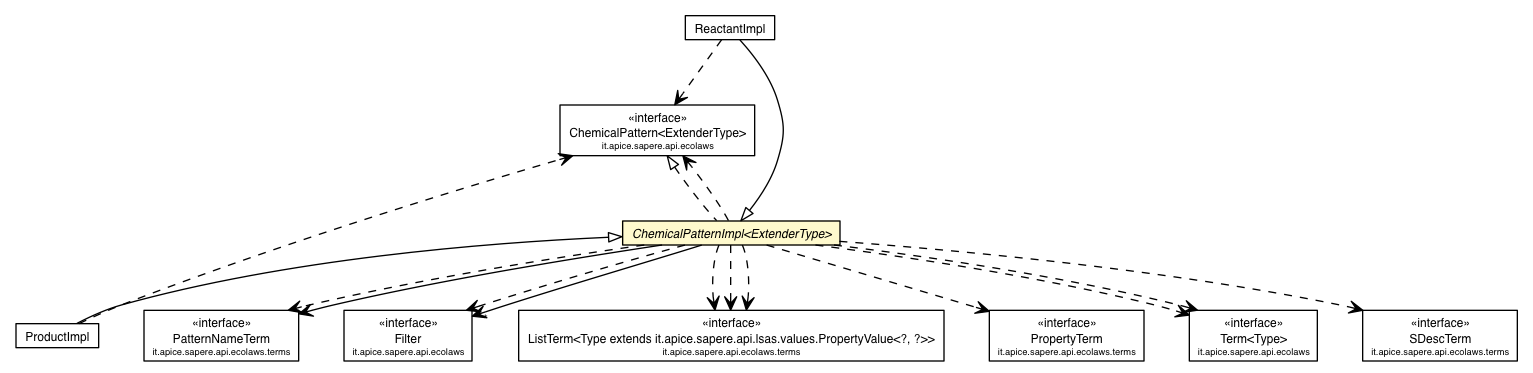 ReactantImpl
«interface»
ChemicalPattern<ExtenderType>
it.apice.sapere.api.ecolaws
ChemicalPatternImpl<ExtenderType>
ProductImpl
«interface»
PatternNameTerm
it.apice.sapere.api.ecolaws.terms
«interface»
Filter
it.apice.sapere.api.ecolaws
«interface»
ListTerm<Type extends it.apice.sapere.api.lsas.values.PropertyValue<?, ?>>
it.apice.sapere.api.ecolaws.terms
«interface»
PropertyTerm
it.apice.sapere.api.ecolaws.terms
«interface»
Term<Type>
it.apice.sapere.api.ecolaws
«interface»
SDescTerm
it.apice.sapere.api.ecolaws.terms